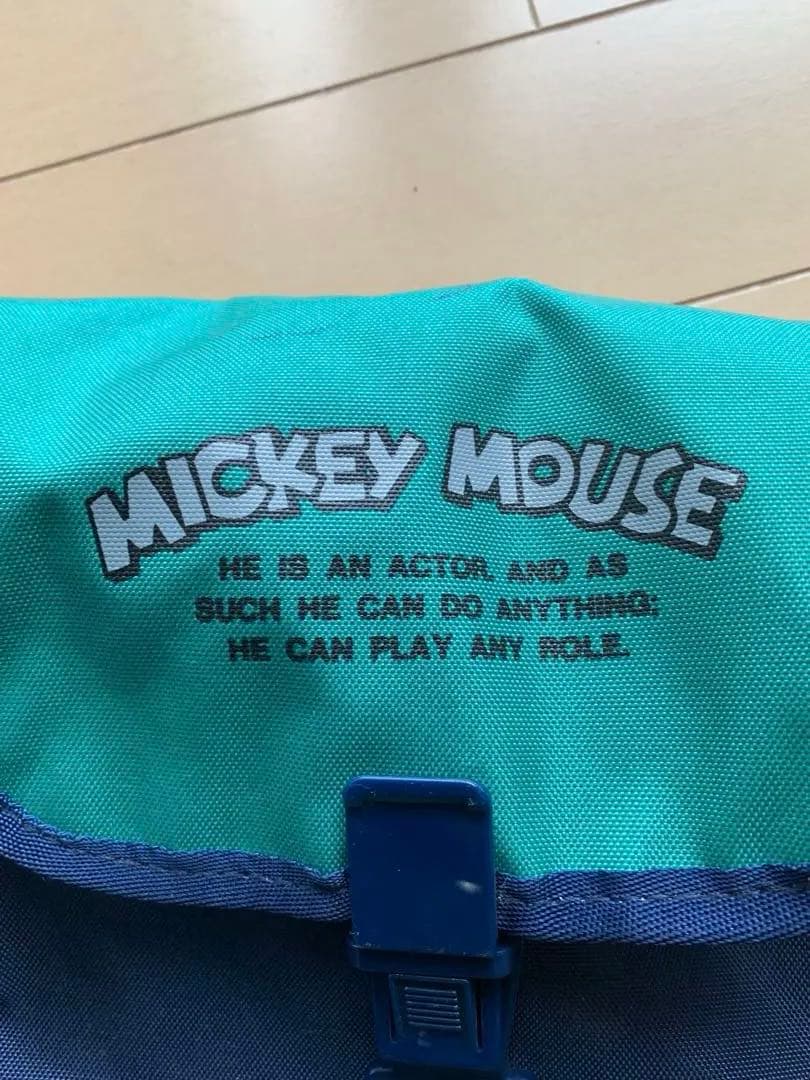 MICKEY MOUSE
HE IS AN ACTOR, AND AS
SUCH HE CAN DO ANYTHING;
HE CAN PLAY ANY ROLE.